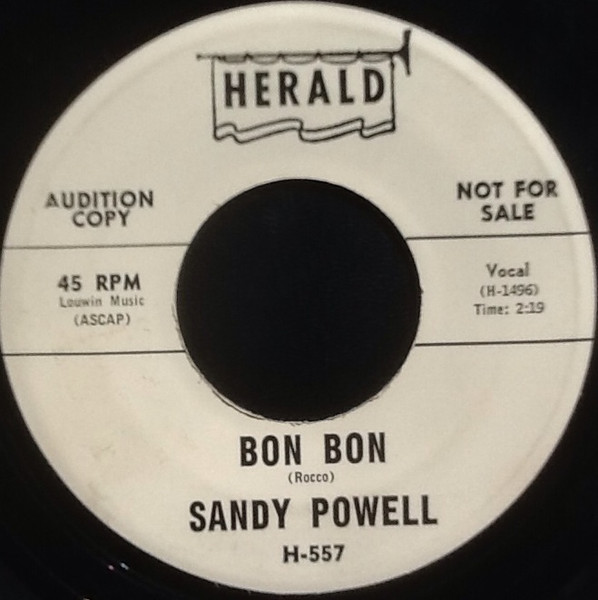 HERALD
AUDITION
COPY
NOT FOR
SALE
45 RPM
Louwin Music
(ASCAP)
Vocal
(H-1496)
Time: 2:19
BON BON
(Rocco)
SANDY POWELL
H-557